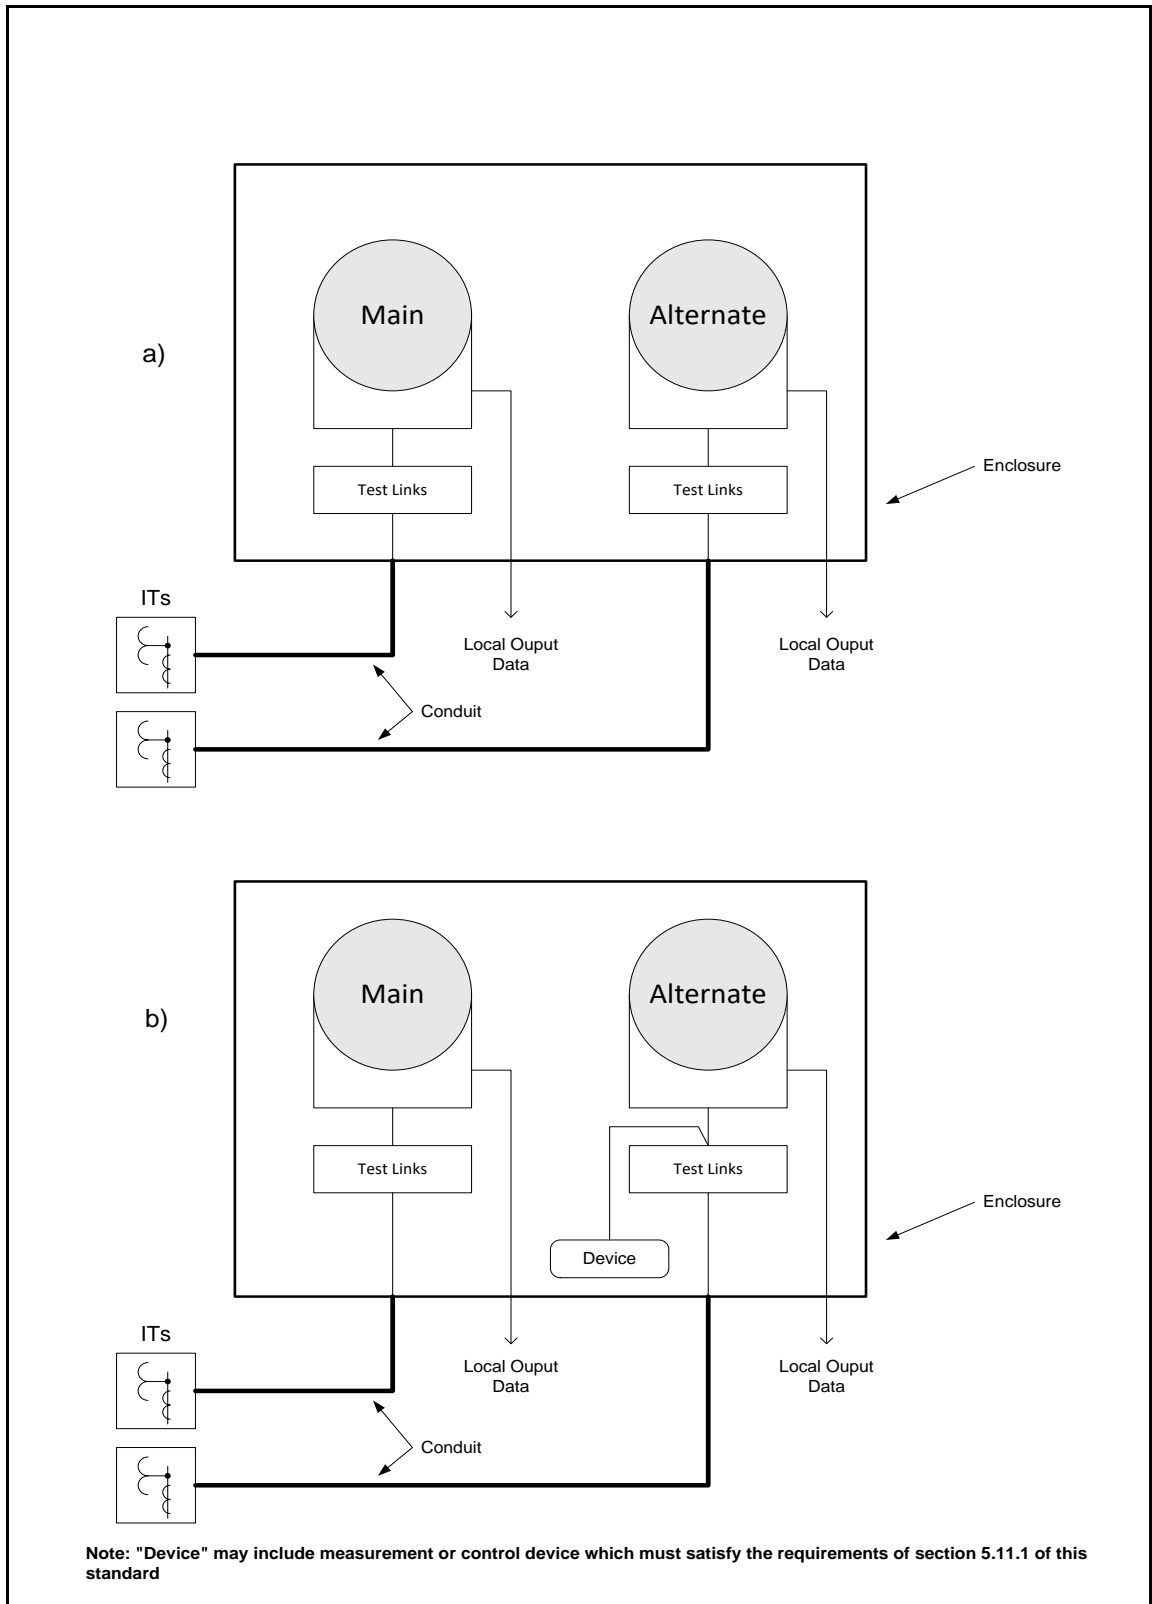 Main
Alternate
a)
Test Links
Test Links
Enclosure
ITs
Local Ouput
Data
Local Ouput
Data
Conduit
Main
Alternate
b)
Test Links
Test Links
Enclosure
Device
ITs
Local Ouput
Data
Local Ouput
Data
Conduit
Note: "Device" may include measurement or control device which must satisfy the requirements of section 5.11.1 of this
standard